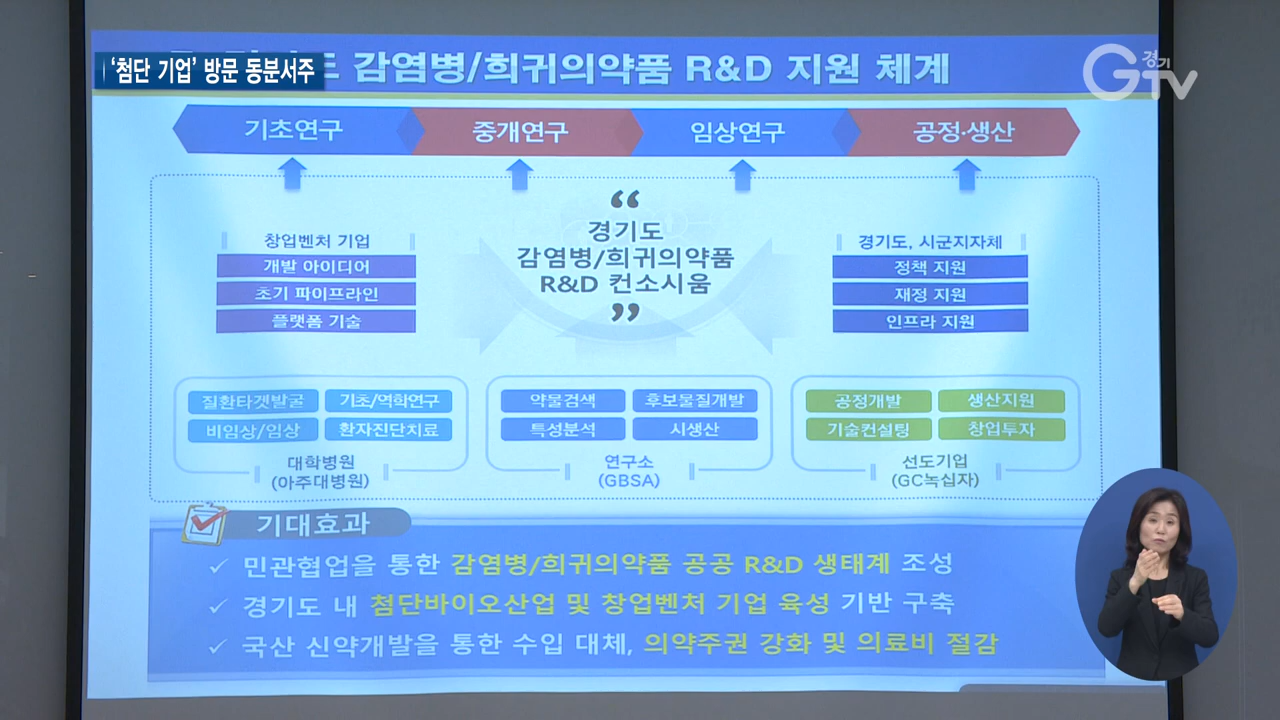 ‘첨단 기업’ 방문 동분서주
감염병/희귀의약품 R&D 지원 체계
경기
GTV
기초연구
중개연구
임상연구
공정·생산
“
경기도
감염병/희귀의약품
R&D 컨소시움
”
창업벤처 기업
개발 아이디어
초기 파이프라인
플랫폼 기술
경기도, 시군지자체
정책 지원
재정 지원
인프라 지원
질환타겟발굴
기초/역학연구
비임상/임상
환자진단치료
대학병원
(아주대병원)
약물검색
후보물질개발
특성분석
시생산
연구소
(GBSA)
공정개발
생산지원
기술컨설팅
창업투자
선도기업
(GC녹십자)
기대효과
✓ 민관협업을 통한 감염병/희귀의약품 공공 R&D 생태계 조성
✓ 경기도 내 첨단바이오산업 및 창업벤처 기업 육성 기반 구축
✓ 국산 신약개발을 통한 수입 대체, 의약주권 강화 및 의료비 절감